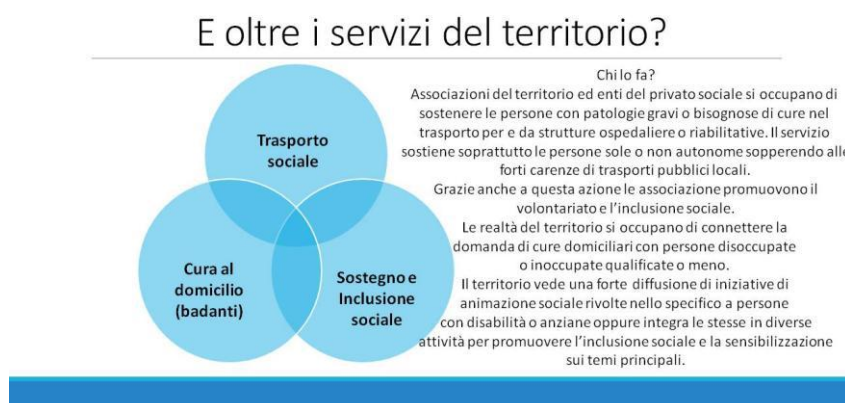 E oltre i servizi del territorio?
Trasporto
sociale
Cura al
domicilio
(badanti)
Sostegno e
Inclusione
sociale
Chi lo fa?
Associazioni del territorio ed enti del privato sociale si occupano di
sostenere le persone con patologie gravi o bisognose di cure nel
trasporto per e da strutture ospedaliere o riabilitative. Il servizio
sostiene soprattutto le persone sole o non autonome sopperendo alle
forti carenze di trasporti pubblici locali.
Grazie anche a questa azione le associazione promuovono il
volontariato e l'inclusione sociale.
Le realtà del territorio si occupano di connettere la
domanda di cure domiciliari con persone disoccupate
o inoccupate qualificate o meno.
Il territorio vede una forte diffusione di iniziative di
animazione sociale rivolte nello specifico a persone
con disabilità o anziane oppure integra le stesse in diverse
attività per promuovere l'inclusione sociale e la sensibilizzazione
sui temi principali.